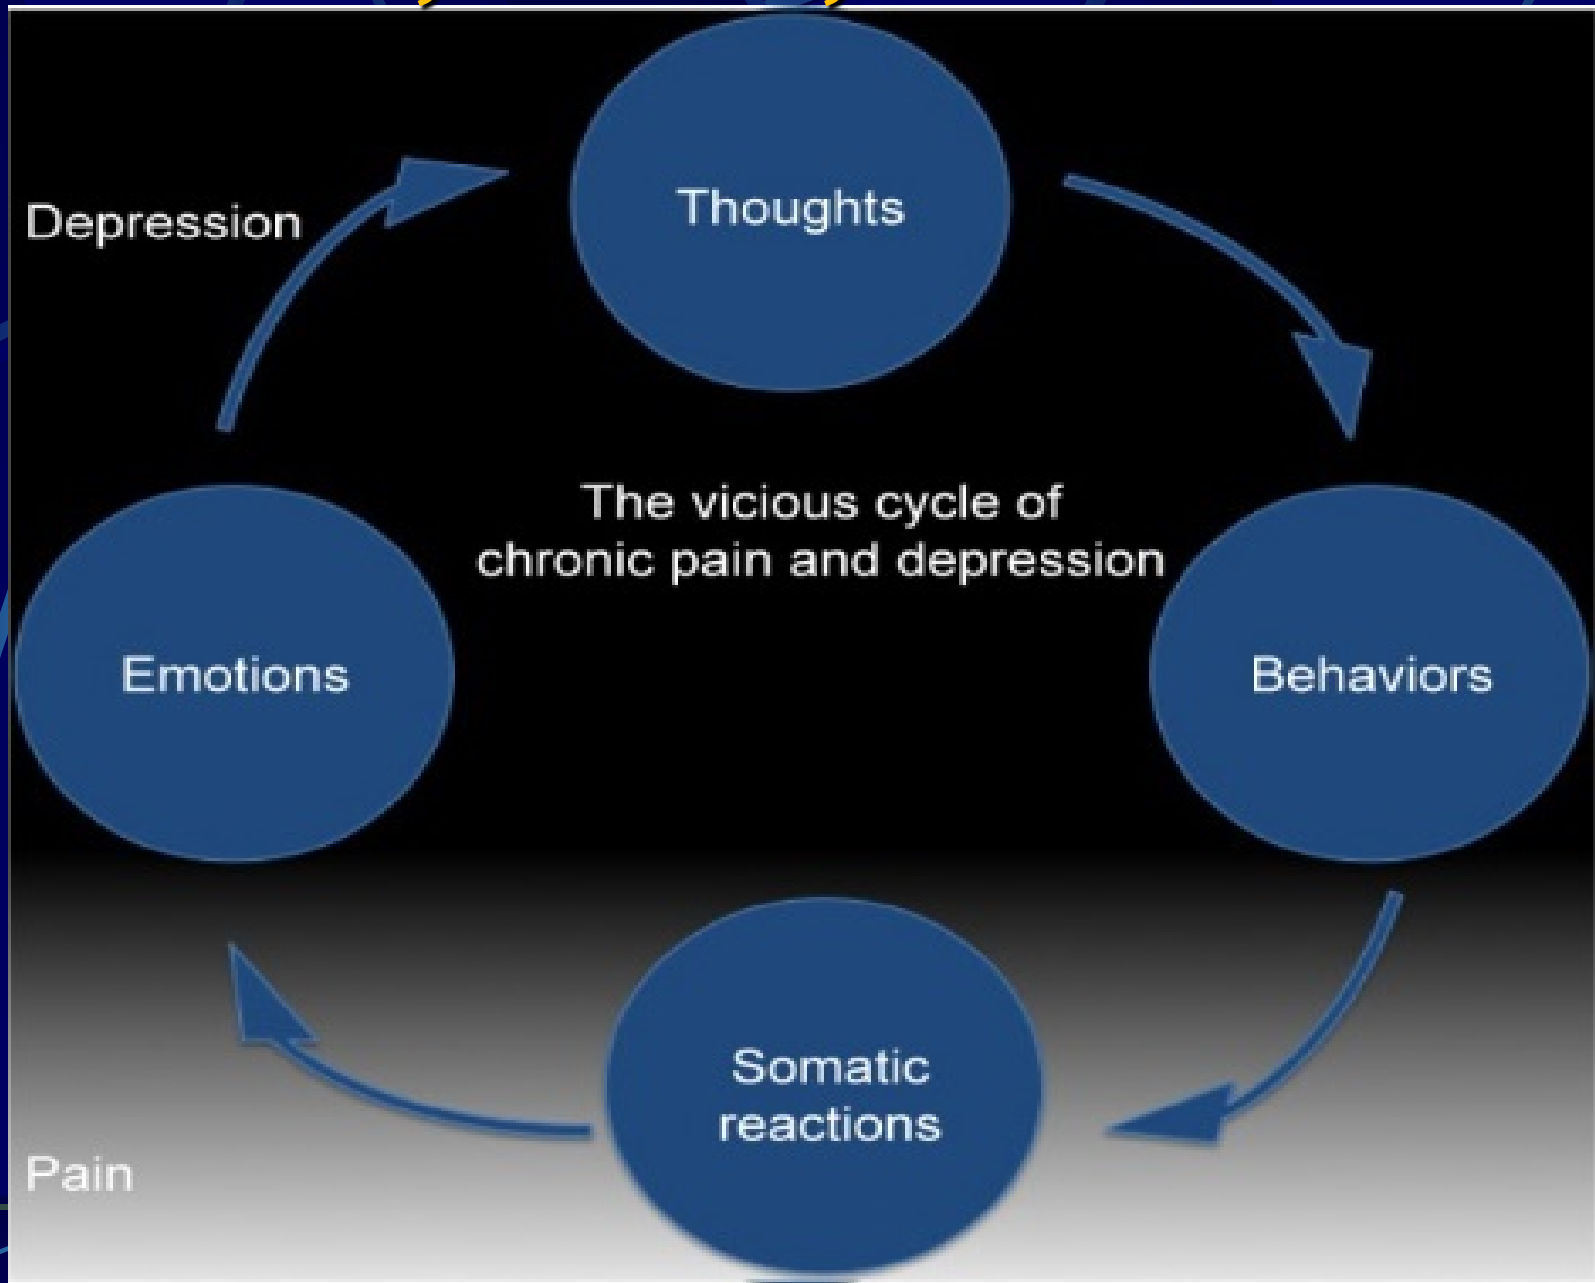 Thoughts
Depression
The vicious cycle of
chronic pain and depression
Emotions
Behaviors
Somatic
reactions
Pain